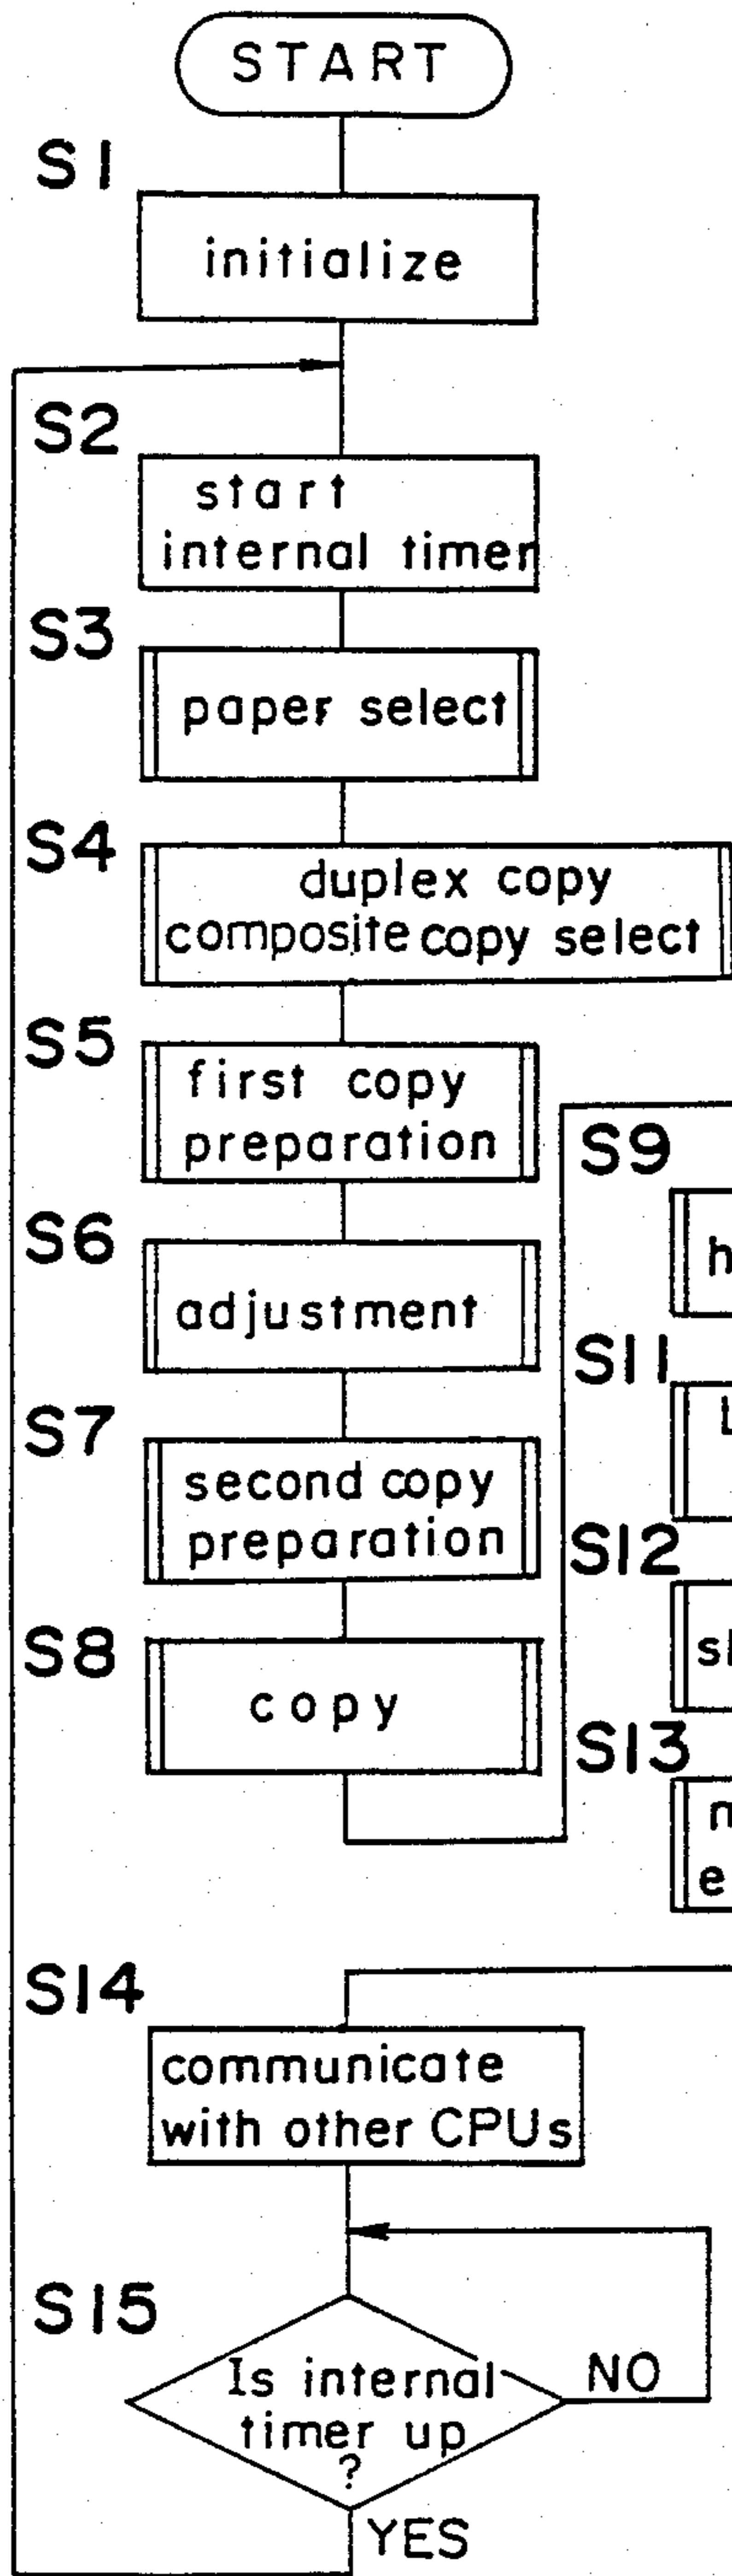 START
S1
initialize
S2
start
internal timer
S3
paper select
S4
duplex copy
composite copy select
S5
first copy
preparation
S6
adjustment
S7
second copy
preparation
S8
copy
S9
S11
S12
S13
S14
communicate
with other CPUs
S15
Is internal
timer up
?
NO
YES